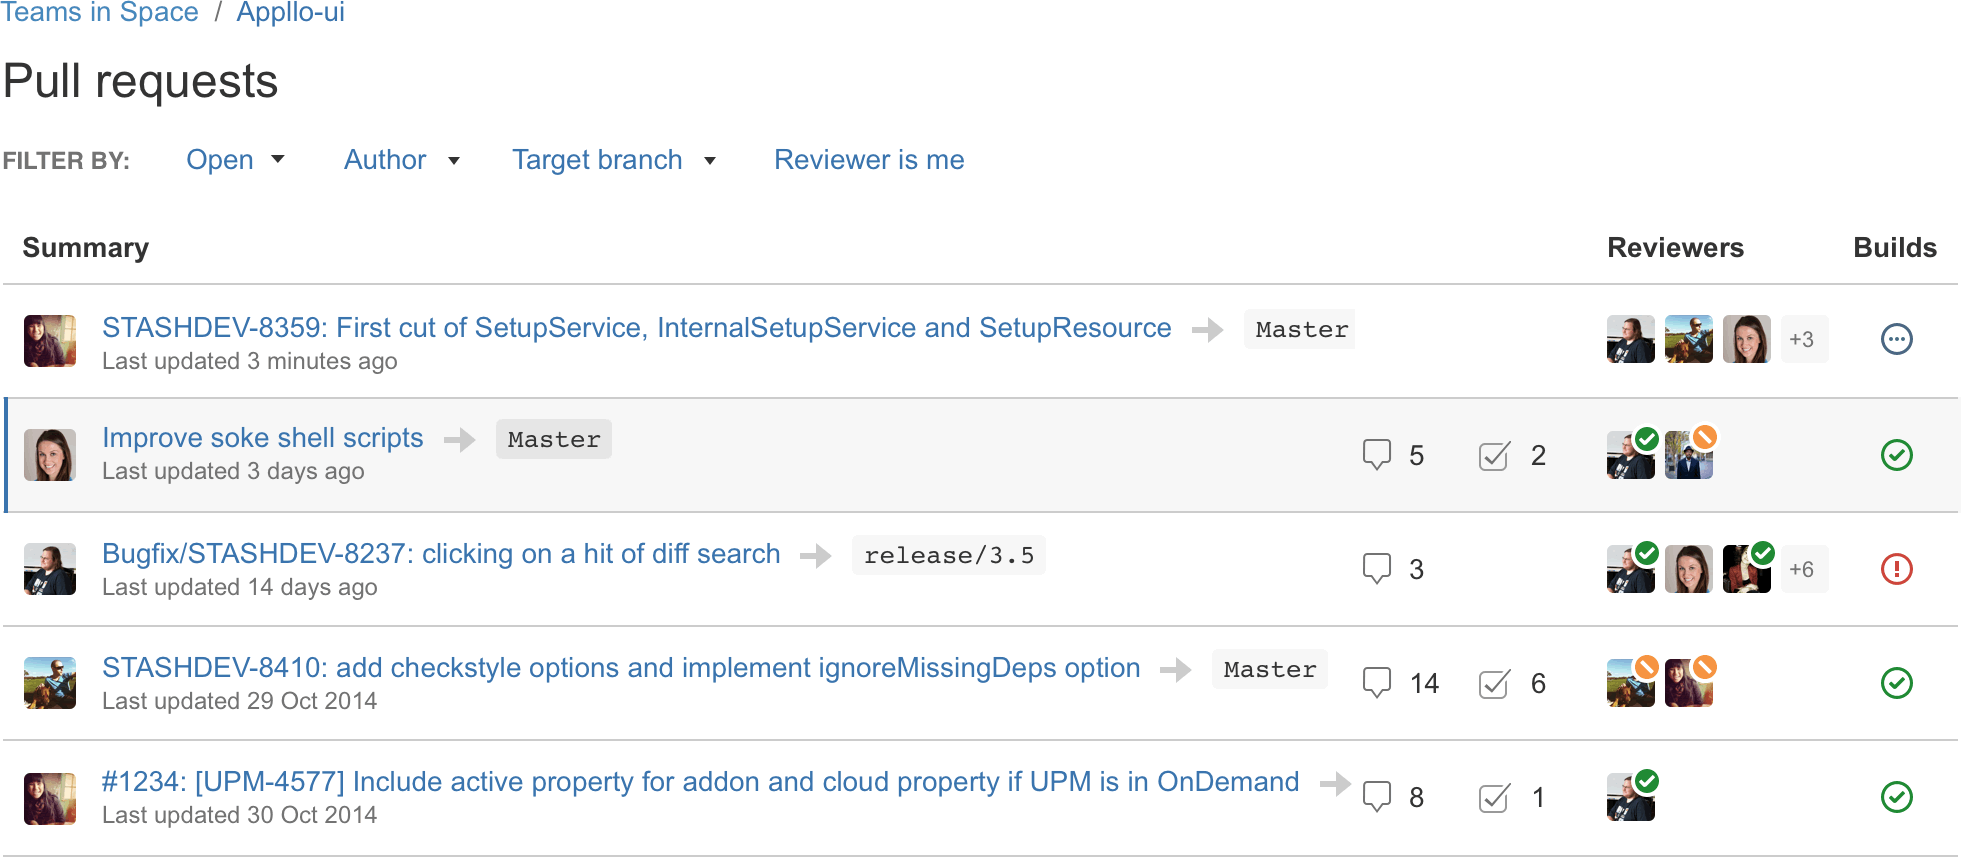 Teams in Space / Appllo-ui
Pull requests
FILTER BY: Open Author Target branch Reviewer is me
Summary Reviewers Builds
STASHDEV-8359: First cut of SetupService, InternalSetupService and SetupResource Master
Last updated 3 minutes ago
+3
Improve soke shell scripts Master
Last updated 3 days ago
5 2
Bugfix/STASHDEV-8237: clicking on a hit of diff search release/3.5
Last updated 14 days ago
3 +6
STASHDEV-8410: add checkstyle options and implement ignoreMissingDeps option Master
Last updated 29 Oct 2014
14 6
#1234: [UPM-4577] Include active property for addon and cloud property if UPM is in OnDemand
Last updated 30 Oct 2014
8 1